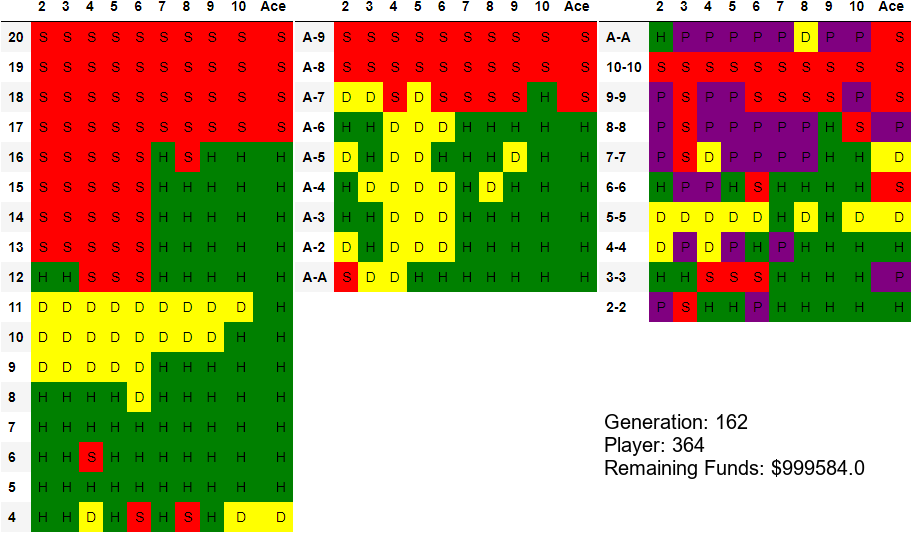 2 3 4 5 6 7 8 9 10 Ace
20 S S S S S S S S S S
19 S S S S S S S S S S
18 S S S S S S S S S S
17 S S S S S S S S S S
16 S S S S S H S H H H
15 S S S S S H H H H H
14 S S S S S H H H H H
13 S S S S S H H H H H
12 H H S S S H H H H H
11 D D D D D D D D D H
10 D D D D D D D D H H
9 D D D D D H H H H H
8 H H H H D H H H H H
7 H H H H H H H H H H
6 H H S H H H H H H H
5 H H H H H H H H H H
4 H H D H S H S H D D
2 3 4 5 6 7 8 9 10 Ace
A-9 S S S S S S S S S S
A-8 S S S S S S S S S S
A-7 D D S D S S S S H S
A-6 H H D D D H H H H H
A-5 D H D D H H H D H H
A-4 H D D D D H D H H H
A-3 H H D D D H H H H H
A-2 D H D D D H H H H H
A-A S D D H H H H H H H
2 3 4 5 6 7 8 9 10 Ace
A-A H P P P P P D P P S
10-10 S S S S S S S S S S
9-9 P S P P S S S S P S
8-8 P S P P P P P H S P
7-7 P S D P P P P H H D
6-6 H P P H S H H H H S
5-5 D D D D D H D H D D
4-4 D P D P H P H H H H
3-3 H H S S S H H H H P
2-2 P S H H P H H H H H
Generation: 162
Player: 364
Remaining Funds: $999584.0